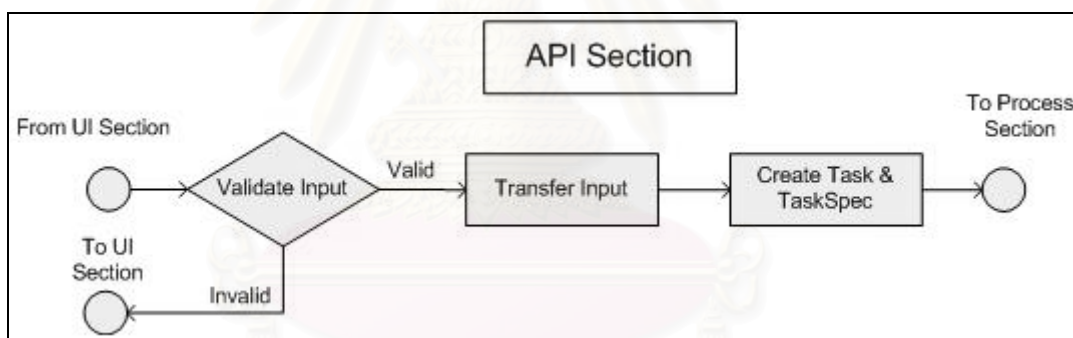 API Section
From UI Section
To Process
Section
Validate Input
Valid
Transfer Input
Create Task &
TaskSpec
To UI
Section
Invalid